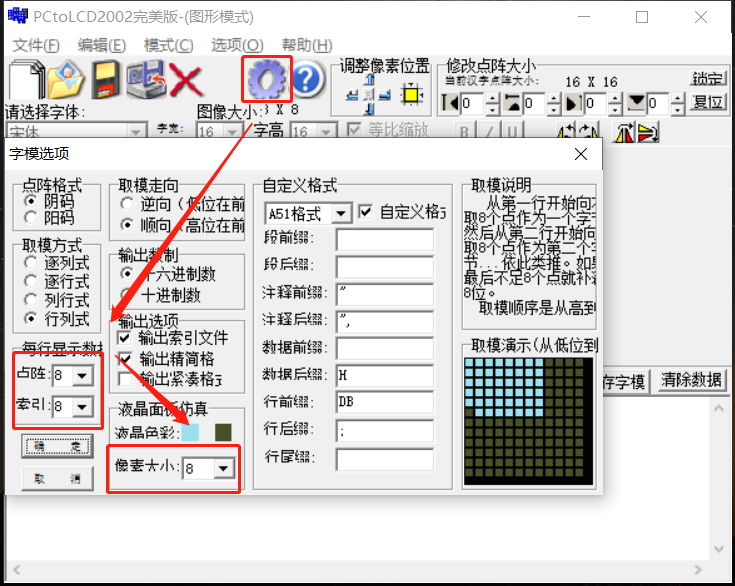 PCtoLCD2002完美版-(图形模式)
文件(F) 编辑(E) 模式(C) 选项(O) 帮助(H)
调整像素位置
修改点阵大小
当前汉字点阵大小: 16 X 16
锁定
0 0 0 0
复位
请选择字体:
图像大小: X 8
宋体
字宽: 16
字高 16
等比缩放
B I U
字模选项
点阵格式
阴码
阳码
取模方式
逐列式
逐行式
列行式
行列式
每行显示数据
点阵: 8
索引: 8
确 定
取 消
取模走向
逆向(低位在前
顺向(高位在前
输出数制
十六进制数
十进制数
输出选项
输出索引文件
输出精简格
输出紧凑格式
液晶面板仿真
液晶色彩:
像素大小: 8
自定义格式
A51格式
自定义格式
段前缀:
段后缀:
注释前缀: "
注释后缀: ",
数据前缀:
数据后缀: H
行前缀: DB
行后缀: ;
行尾缀:
取模说明
从第一行开始向
取8个点作为一个字
然后从第二行开始向
取8个点作为第二个字
节...依此类推。如果
最后不足8个点就补
8位。
取模顺序是从高到
取模演示(从低位到
存字模
清除数据